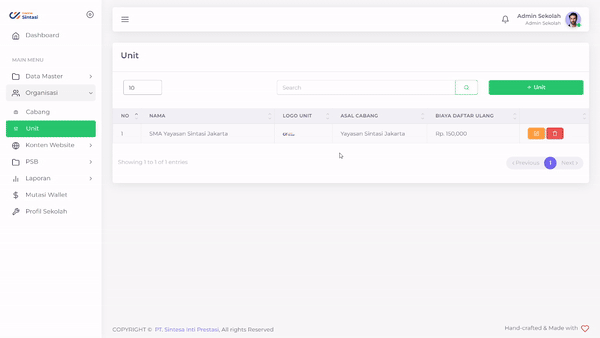 Sintasi
Dashboard
MAIN MENU
Data Master
Organisasi
Cabang
Unit
Konten Website
PSB
Laporan
Mutasi Wallet
Profil Sekolah
Admin Sekolah
Admin Sekolah
Unit
10
Search
+ Unit
NO NAMA LOGO UNIT ASAL CABANG BIAYA DAFTAR ULANG
1 SMA Yayasan Sintasi Jakarta Yayasan Sintasi Jakarta Rp. 150,000
Showing 1 to 1 of 1 entries
‹ Previous 1 Next ›
COPYRIGHT © PT. Sintesa Inti Prestasi, All rights Reserved
Hand-crafted & Made with